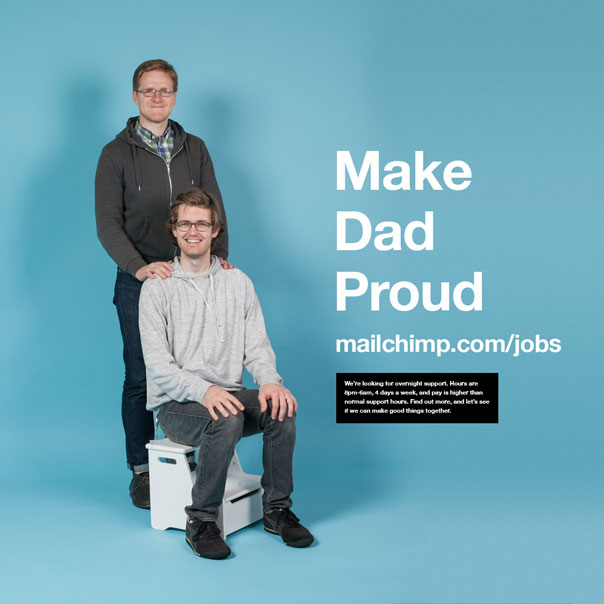 Make
Dad
Proud
mailchimp.com/jobs
We're looking for overnight support. Hours are
8pm-6am, 4 days a week, and pay is higher than
normal support hours. Find out more, and let's see
if we can make good things together.